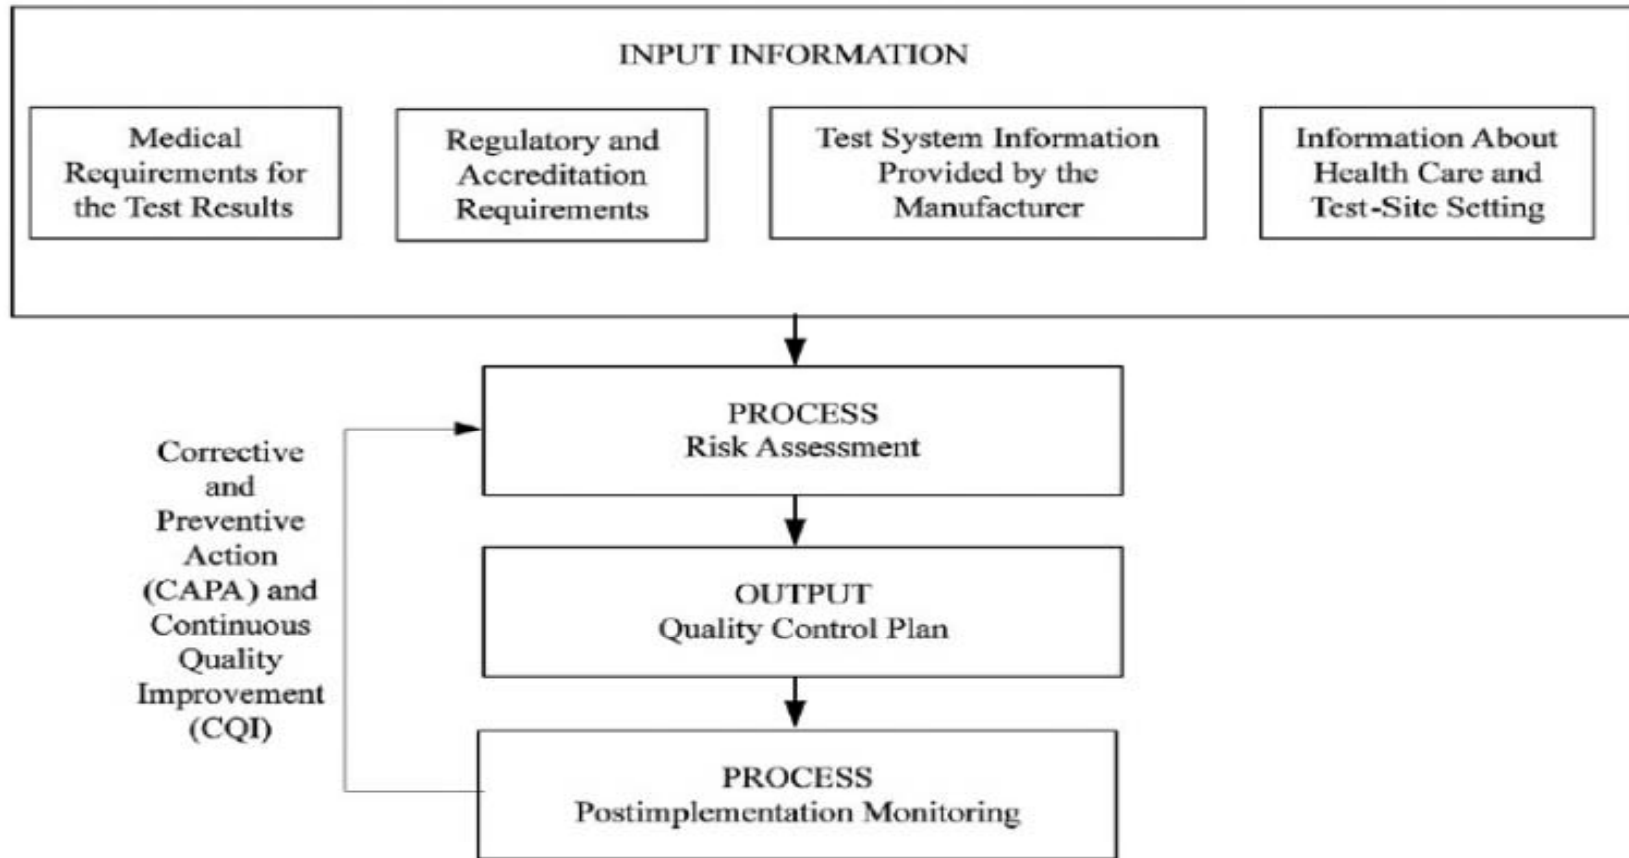 INPUT INFORMATION
Medical
Requirements for
the Test Results
Regulatory and
Accreditation
Requirements
Test System Information
Provided by the
Manufacturer
Information About
Health Care and
Test-Site Setting
PROCESS
Risk Assessment
Corrective
and
Preventive
Action
(CAPA) and
Continuous
Quality
Improvement
(CQI)
OUTPUT
Quality Control Plan
PROCESS
Postimplementation Monitoring